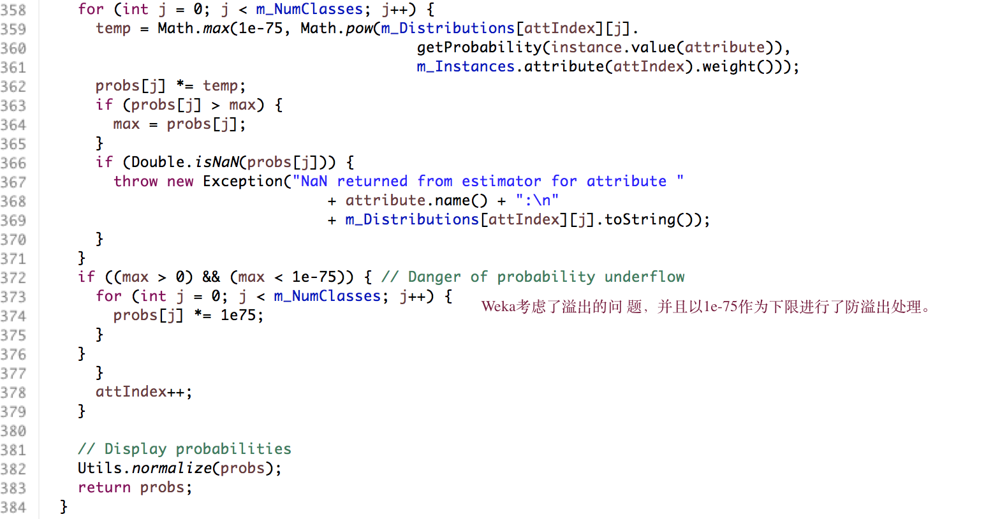 358 for (int j = 0; j < m_NumClasses; j++) {
359 temp = Math.max(1e-75, Math.pow(m_Distributions[attIndex][j].
360 getProbability(instance.value(attribute)),
361 m_Instances.attribute(attIndex).weight()));
362 probs[j] *= temp;
363 if (probs[j] > max) {
364 max = probs[j];
365 }
366 if (Double.isNaN(probs[j])) {
367 throw new Exception("NaN returned from estimator for attribute "
368 + attribute.name() + ":\n"
369 + m_Distributions[attIndex][j].toString());
370 }
371 }
372 if ((max > 0) && (max < 1e-75)) { // Danger of probability underflow
373 for (int j = 0; j < m_NumClasses; j++) {
Weka考虑了溢出的问 题，并且以1e-75作为下限进行了防溢出处理。
374 probs[j] *= 1e75;
375 }
376 }
377 }
378 attIndex++;
379 }
380
381 // Display probabilities
382 Utils.normalize(probs);
383 return probs;
384 }